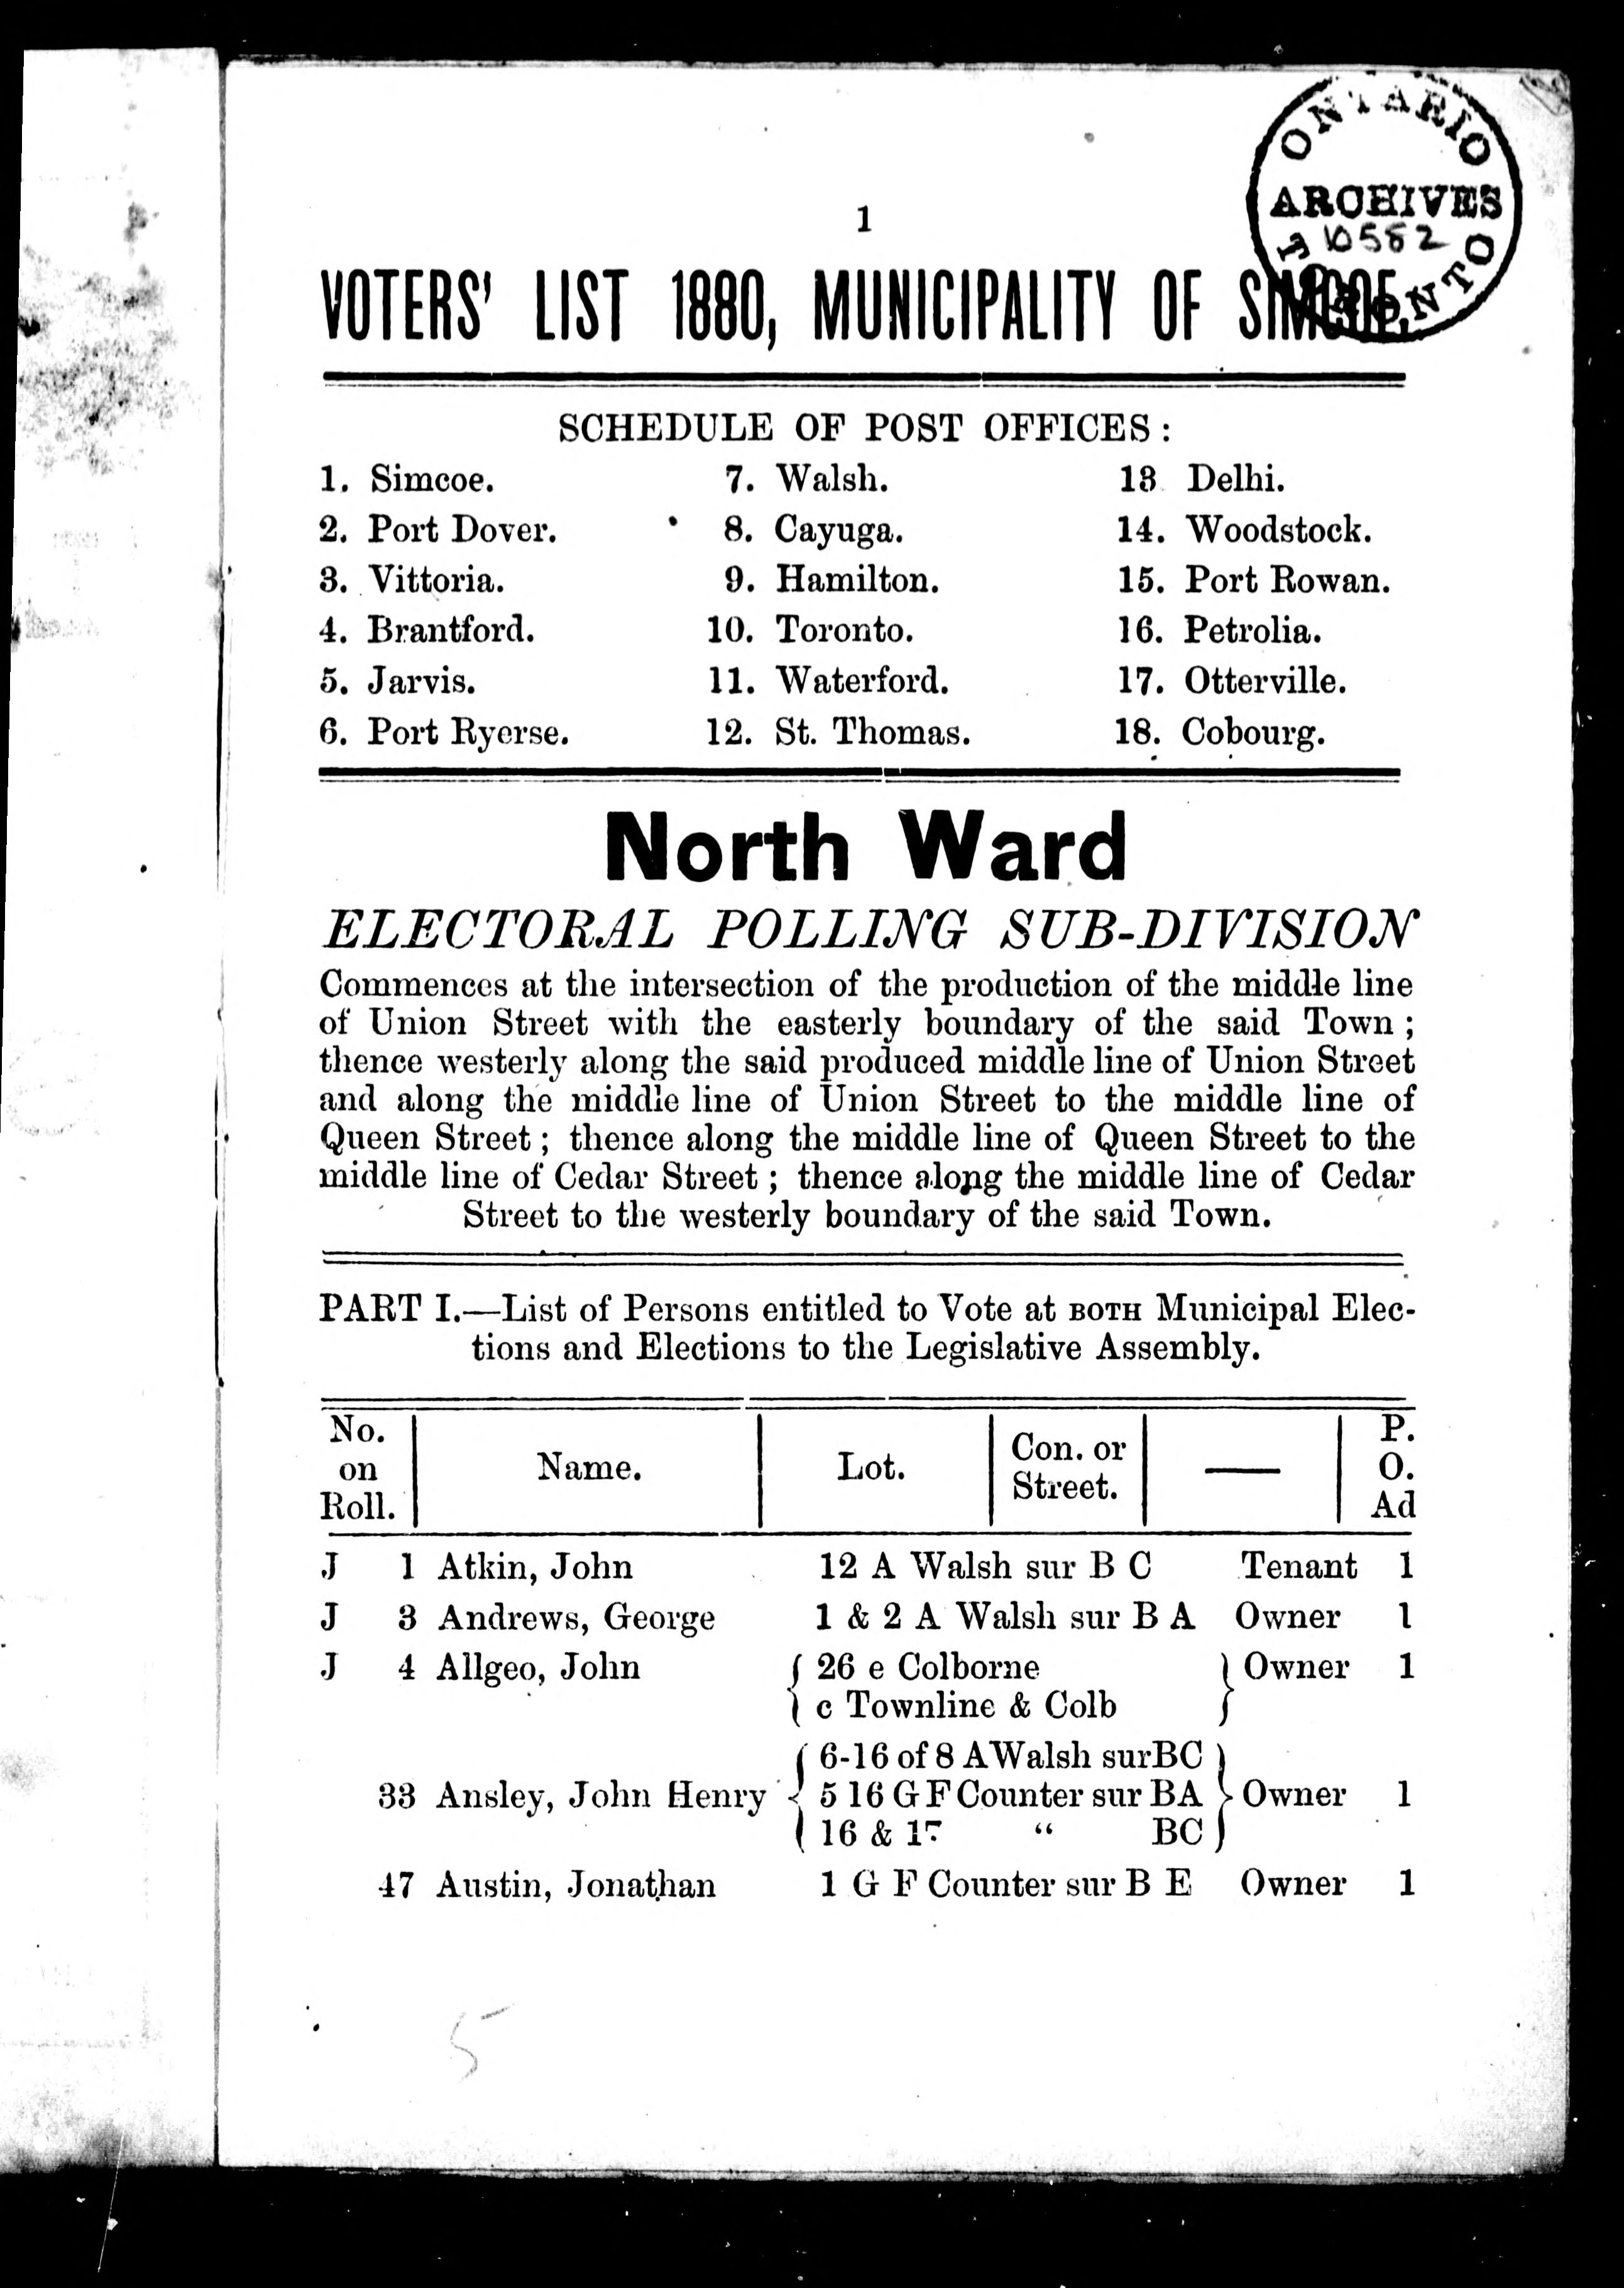 ONTARIO
ARCHIVES
10582
TORONTO
1
VOTERS' LIST 1880, MUNICIPALITY OF SIMCOE.
SCHEDULE OF POST OFFICES:
1. Simcoe. 7. Walsh. 13 Delhi.
2. Port Dover. 8. Cayuga. 14. Woodstock.
3. Vittoria. 9. Hamilton. 15. Port Rowan.
4. Brantford. 10. Toronto. 16. Petrolia.
5. Jarvis. 11. Waterford. 17. Otterville.
6. Port Ryerse. 12. St. Thomas. 18. Cobourg.
North Ward
ELECTORAL POLLING SUB-DIVISION
Commences at the intersection of the production of the middle line
of Union Street with the easterly boundary of the said Town;
thence westerly along the said produced middle line of Union Street
and along the middle line of Union Street to the middle line of
Queen Street; thence along the middle line of Queen Street to the
middle line of Cedar Street; thence along the middle line of Cedar
Street to the westerly boundary of the said Town.
PART I.—List of Persons entitled to Vote at BOTH Municipal Elec-
tions and Elections to the Legislative Assembly.
No. on Roll. Name. Lot. Con. or Street. — P. O. Ad
J 1 Atkin, John 12 A Walsh sur B C Tenant 1
J 3 Andrews, George 1 & 2 A Walsh sur B A Owner 1
J 4 Allgeo, John { 26 e Colborne } Owner 1
c Townline & Colb
6-16 of 8 A Walsh sur BC
33 Ansley, John Henry { 5 16 G F Counter sur BA } Owner 1
16 & 17 " BC
47 Austin, Jonathan 1 G F Counter sur B E Owner 1
5